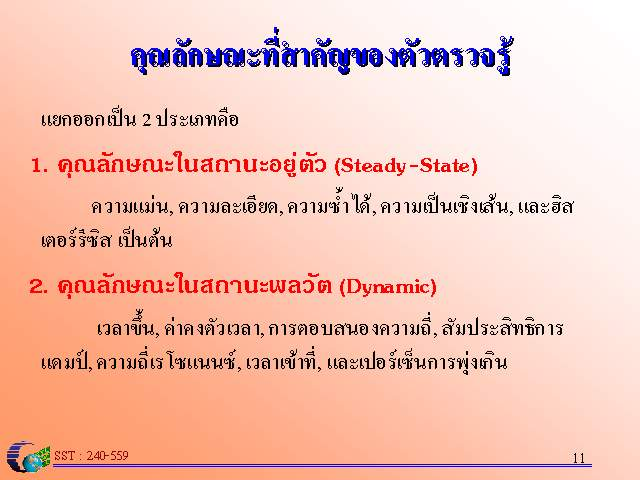 คุณลักษณะที่สำคัญของตัวตรวจรู้
แยกออกเป็น 2 ประเภทคือ
1. คุณลักษณะในสถานะอยู่ตัว (Steady-State)
ความแม่น, ความละเอียด, ความซ้ำได้, ความเป็นเชิงเส้น, และฮิส
เตอร์รีซิส เป็นต้น
2. คุณลักษณะในสถานะพลวัต (Dynamic)
เวลาขึ้น, ค่าคงตัวเวลา, การตอบสนองความถี่, สัมประสิทธิการ
แดมป์, ความถี่เรโซแนนซ์, เวลาเข้าที่, และเปอร์เซ็นการพุ่งเกิน
SST : 240-559
11